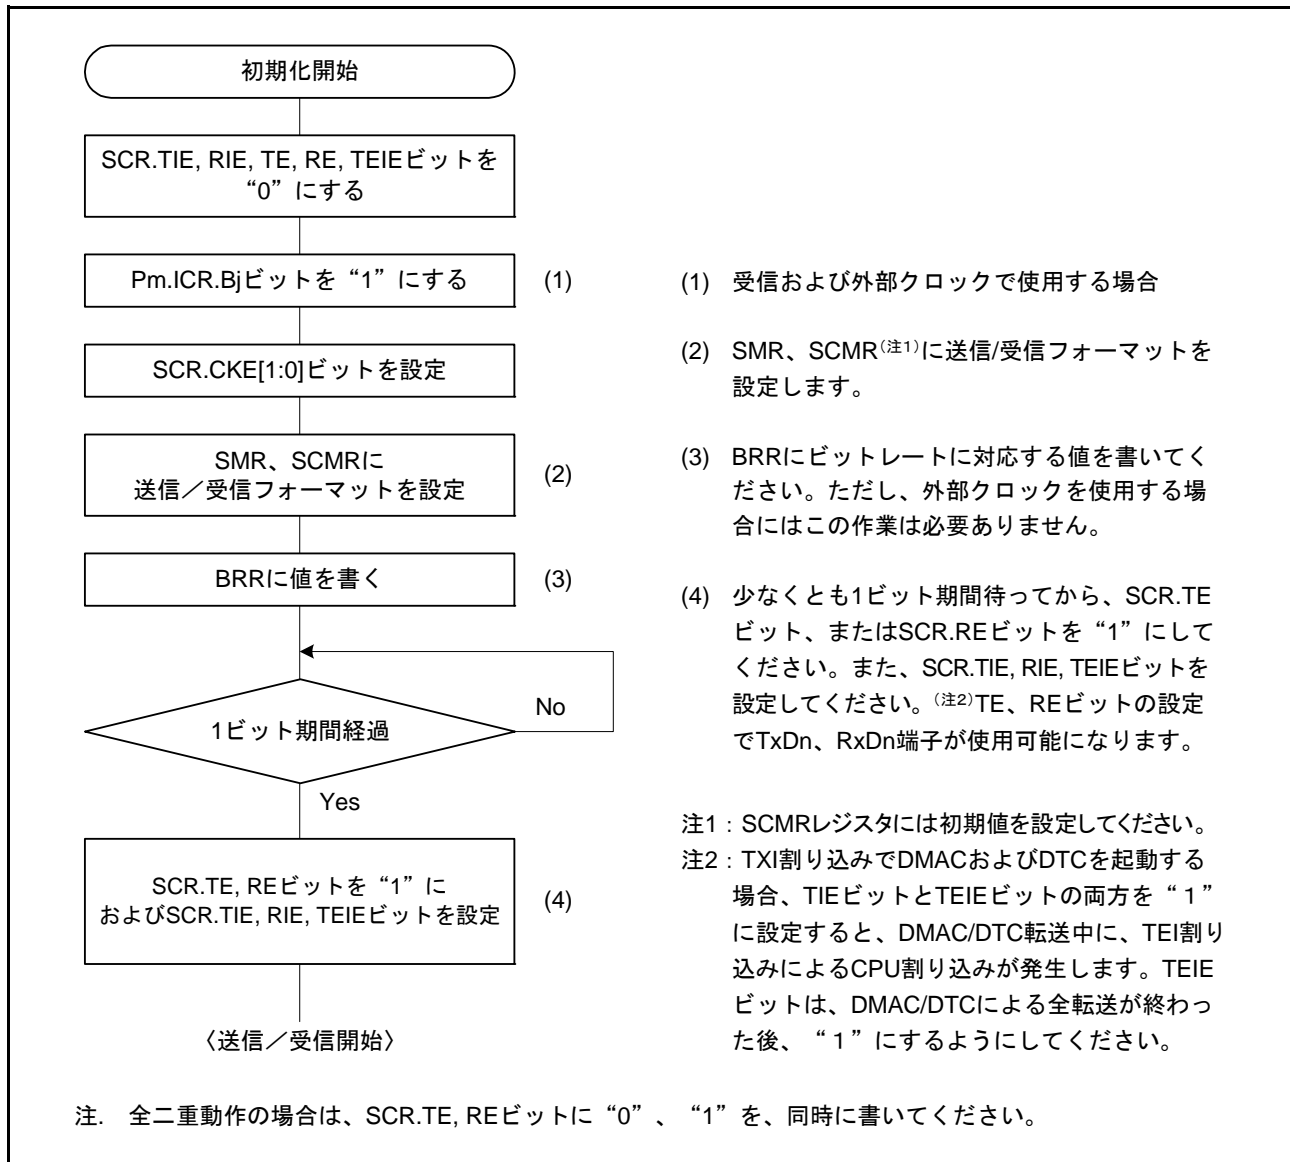 初期化開始
SCR.TIE, RIE, TE, RE, TEIEビットを
“0”にする
Pm.ICR.Bjビットを“1”にする
(1)
SCR.CKE[1:0]ビットを設定
SMR、SCMRに
送信／受信フォーマットを設定
(2)
BRRに値を書く
(3)
1ビット期間経過
No
Yes
SCR.TE, REビットを“1”に
およびSCR.TIE, RIE, TEIEビットを設定
(4)
〈送信／受信開始〉
(1) 受信および外部クロックで使用する場合
(2) SMR、SCMR(注1)に送信/受信フォーマットを
設定します。
(3) BRRにビットレートに対応する値を書いてく
ださい。ただし、外部クロックを使用する場
合にはこの作業は必要ありません。
(4) 少なくとも1ビット期間待ってから、SCR.TE
ビット、またはSCR.REビットを“1”にして
ください。また、SCR.TIE, RIE, TEIEビットを
設定してください。(注2)TE、REビットの設定
でTxDn、RxDn端子が使用可能になります。
注1：SCMRレジスタには初期値を設定してください。
注2：TXI割り込みでDMACおよびDTCを起動する
場合、TIEビットとTEIEビットの両方を“１”
に設定すると、DMAC/DTC転送中に、TEI割り
込みによるCPU割り込みが発生します。TEIE
ビットは、DMAC/DTCによる全転送が終わっ
た後、“１”にするようにしてください。
注. 全二重動作の場合は、SCR.TE, REビットに“0”、“1”を、同時に書いてください。